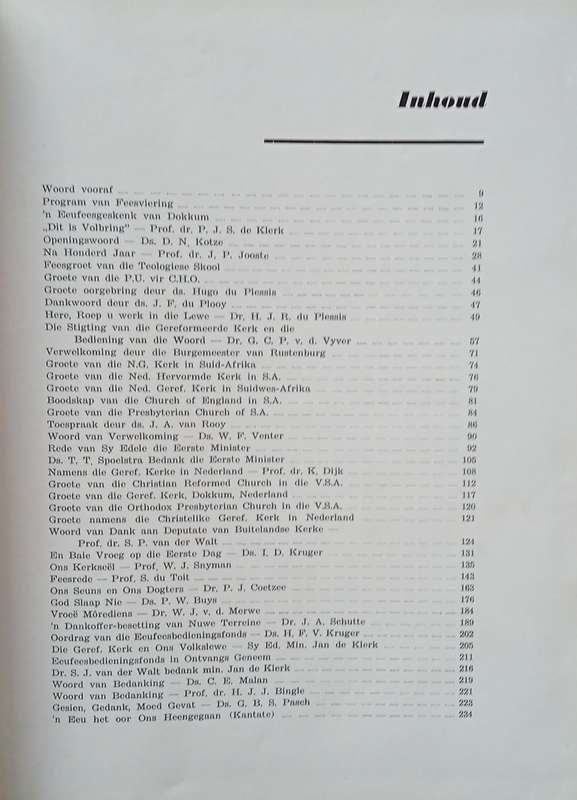 Inhoud
Woord vooraf 9
Program van Feesviering 12
'n Eeufeesgeskenk van Dokkum 16
„Dit is Volbring" — Prof. dr. P. J. S. de Klerk 17
Openingswoord — Ds. D. N. Kotze 21
Na Honderd Jaar — Prof. dr. J. P. Jooste 28
Feesgroet van die Teologiese Skool 41
Groete van die P.U. vir C.H.O. 44
Groete oorgebring deur ds. Hugo du Plessis 46
Dankwoord deur ds. J. F. du Plooy 47
Here, Roep u werk in die Lewe — Dr. H. J. R. du Plessis 49
Die Stigting van die Gereformeerde Kerk en die
Bediening van die Woord — Dr. G. C. P. v. d. Vyver 57
Verwelkoming deur die Burgemeester van Rustenburg 71
Groete van die N.G. Kerk in Suid-Afrika 74
Groete van die Ned. Hervormde Kerk in S.A. 76
Groete van die Ned. Geref. Kerk in Suidwes-Afrika 79
Boodskap van die Church of England in S.A. 81
Groete van die Presbyterian Church of S.A. 84
Toespraak deur ds. J. A. van Rooy 86
Woord van Verwelkoming — Ds. W. F. Venter 90
Rede van Sy Edele die Eerste Minister 92
Ds. T. T. Spoelstra Bedank die Eerste Minister 105
Namens die Geref. Kerke in Nederland — Prof. dr. K. Dijk 108
Groete van die Christian Reformed Church in die V.S.A. 112
Groete van die Geref. Kerk, Dokkum, Nederland 117
Groete van die Orthodox Presbyterian Church in die V.S.A. 120
Groete namens die Christelike Geref. Kerk in Nederland 121
Woord van Dank aan Deputate van Buitelandse Kerke —
Prof. dr. S. P. van der Walt 124
En Baie Vroeg op die Eerste Dag — Ds. I. D. Kruger 131
Ons Kerkseël — Prof. W. J. Snyman 135
Feesrede — Prof. S. du Toit 143
Ons Seuns en Ons Dogters — Dr. P. J. Coetzee 163
God Slaap Nie — Ds. P. W. Buys 176
Vroeë Môrediens — Dr. W. J. v. d. Merwe 184
'n Dankoffer-besetting van Nuwe Terreine — Dr. J. A. Schutte 189
Oordrag van die Eeufeesbedieningsfonds — Ds. H. F. V. Kruger 202
Die Geref. Kerk en Ons Volkslewe — Sy Ed. Min. Jan de Klerk 205
Eeufeesbedieningsfonds in Ontvangs Geneem 211
Dr. S. J. van der Walt bedank min. Jan de Klerk 216
Woord van Bedanking — Ds. C. E. Malan 219
Woord van Bedanking — Prof. dr. H. J. J. Bingle 221
Gesien, Gedank, Moed Gevat — Ds. G. B. S. Pasch 223
'n Eeu het oor Ons Heengegaan (Kantate) 234